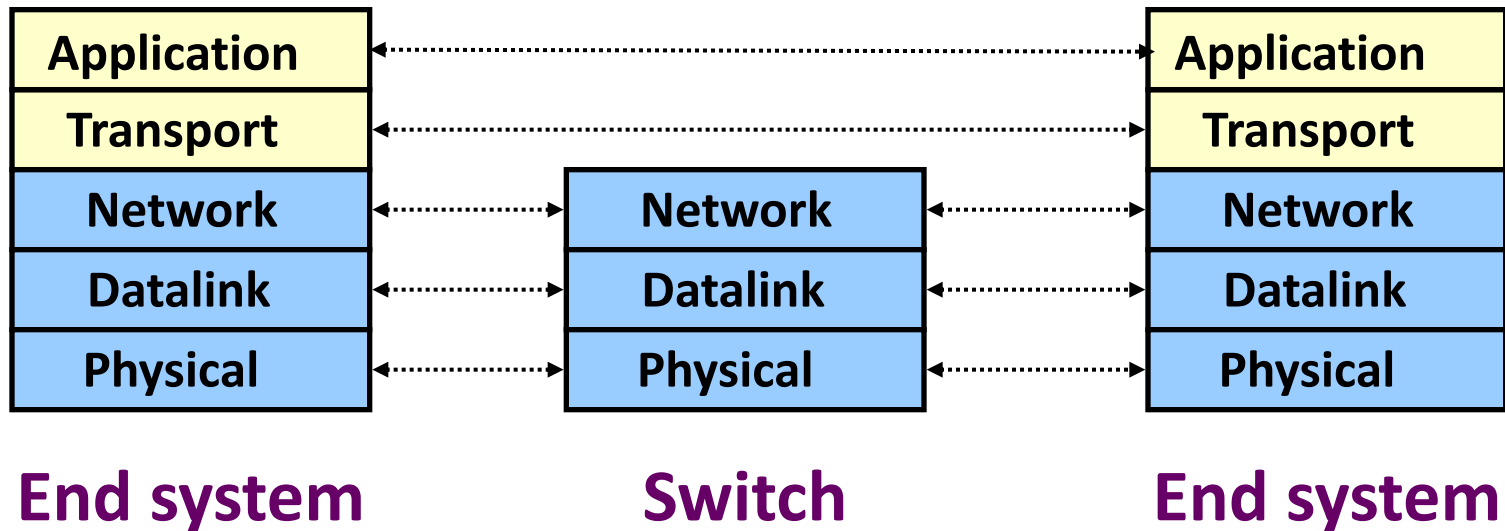 Application Application
Transport Transport
Network Network Network
Datalink Datalink Datalink
Physical Physical Physical
End system Switch End system